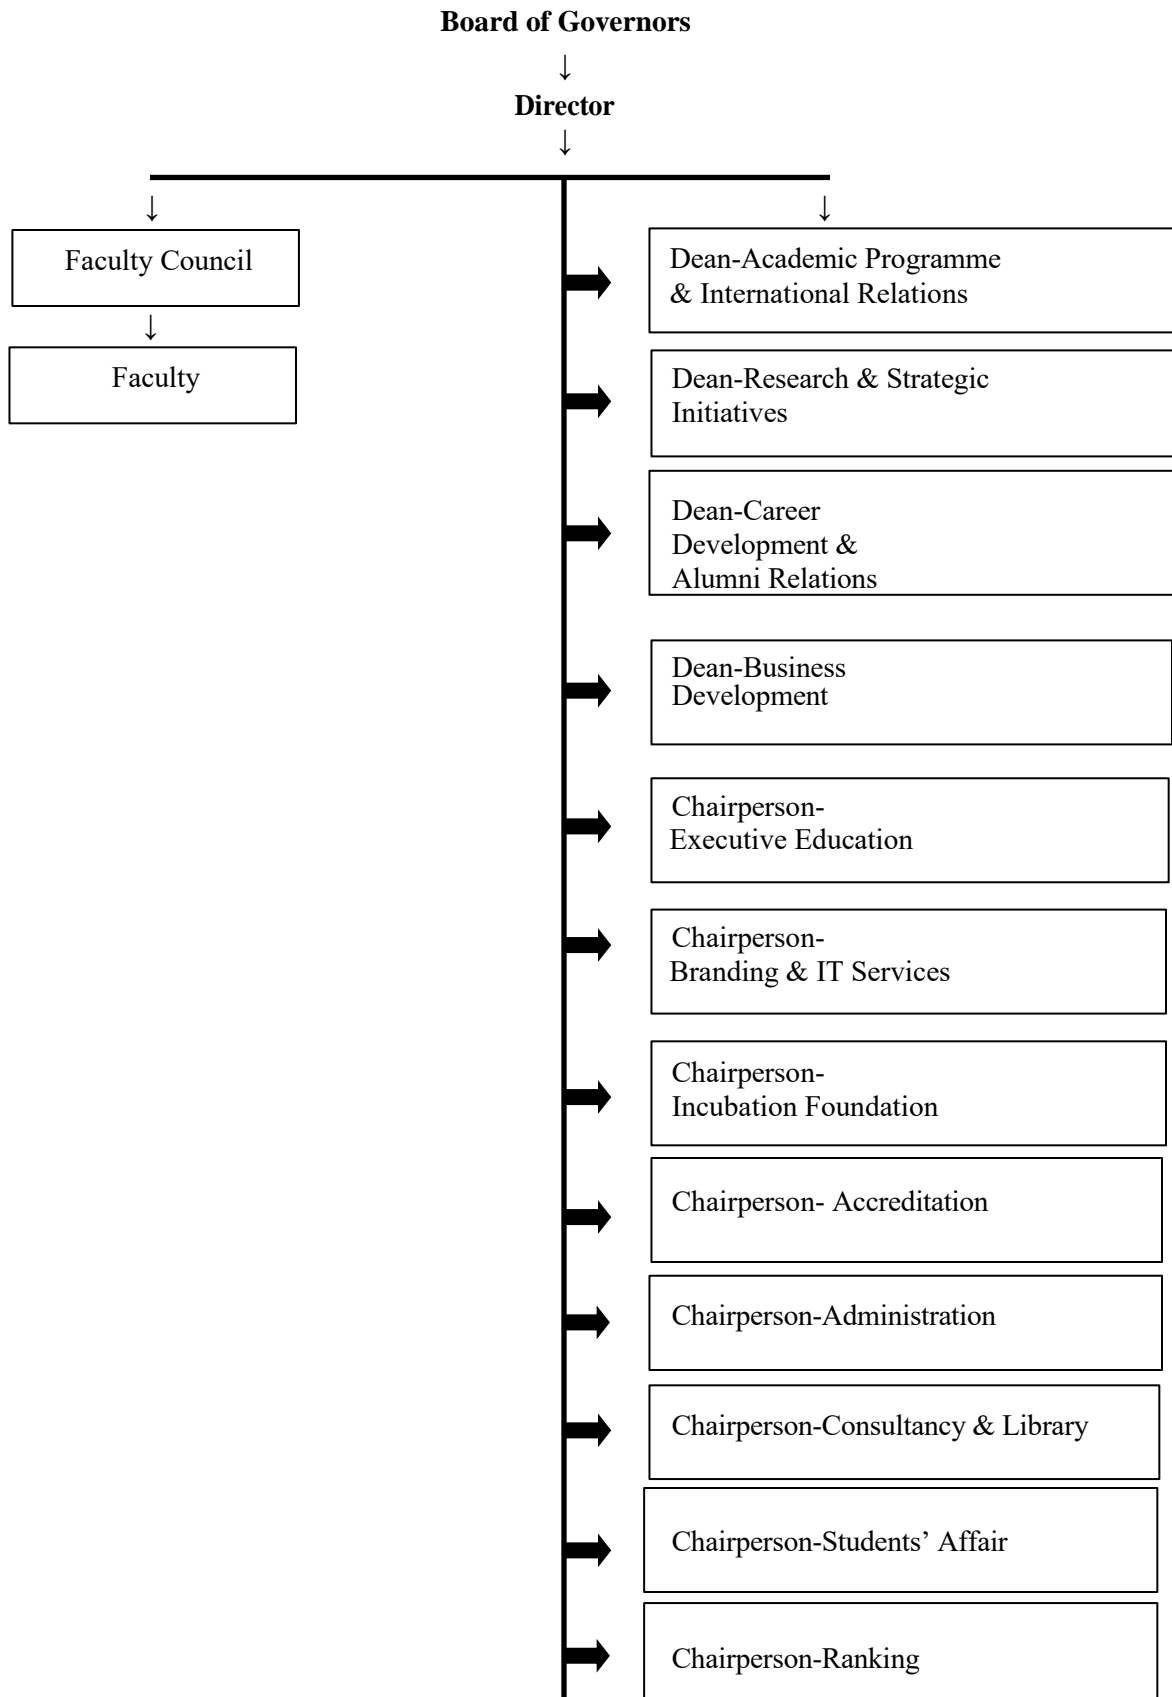 Board of Governors
↓
Director
↓
↓
↓
Faculty Council
↓
Faculty
Dean-Academic Programme
& International Relations
Dean-Research & Strategic
Initiatives
Dean-Career
Development &
Alumni Relations
Dean-Business
Development
Chairperson-
Executive Education
Chairperson-
Branding & IT Services
Chairperson-
Incubation Foundation
Chairperson- Accreditation
Chairperson-Administration
Chairperson-Consultancy & Library
Chairperson-Students’ Affair
Chairperson-Ranking